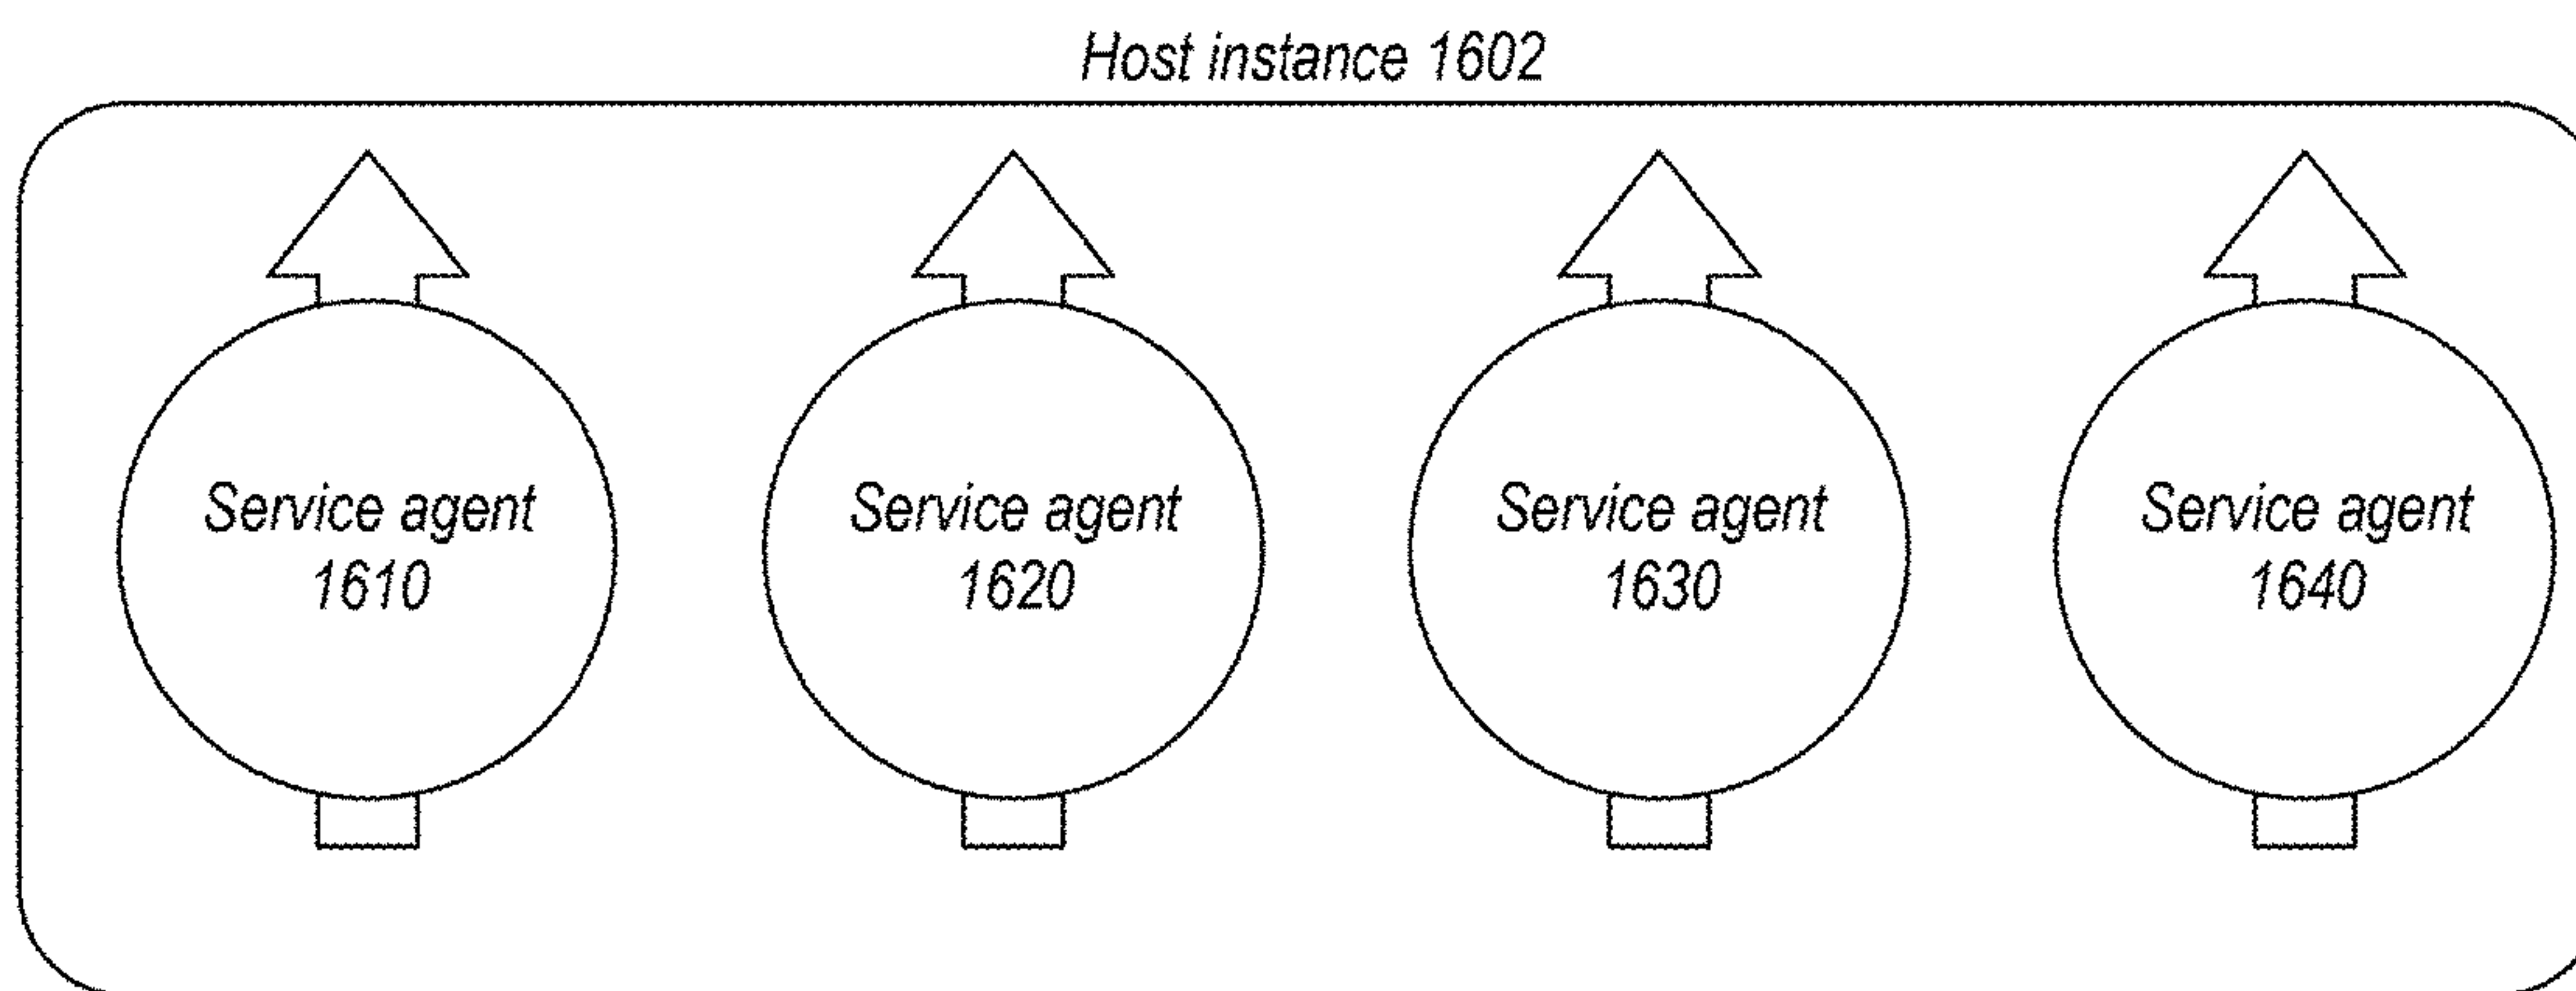 Host instance 1602
Service agent
1610
Service agent
1620
Service agent
1630
Service agent
1640